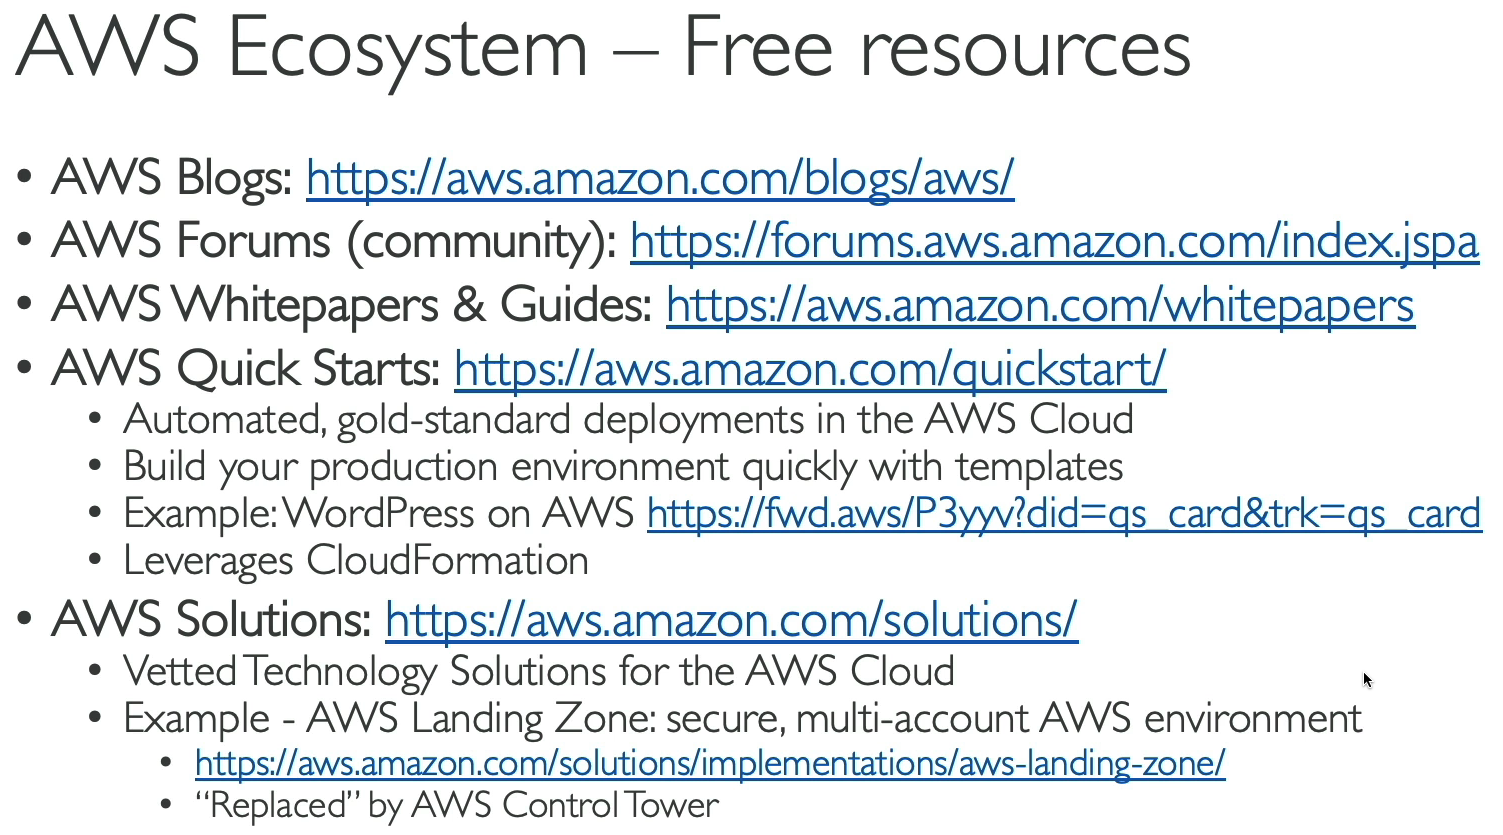 AWS Ecosystem – Free resources
• AWS Blogs: https://aws.amazon.com/blogs/aws/
• AWS Forums (community): https://forums.aws.amazon.com/index.jspa
• AWS Whitepapers & Guides: https://aws.amazon.com/whitepapers
• AWS Quick Starts: https://aws.amazon.com/quickstart/
• Automated, gold-standard deployments in the AWS Cloud
• Build your production environment quickly with templates
• Example: WordPress on AWS https://fwd.aws/P3yyv?did=qs_card&trk=qs_card
• Leverages CloudFormation
• AWS Solutions: https://aws.amazon.com/solutions/
• Vetted Technology Solutions for the AWS Cloud
• Example - AWS Landing Zone: secure, multi-account AWS environment
• https://aws.amazon.com/solutions/implementations/aws-landing-zone/
• “Replaced” by AWS Control Tower